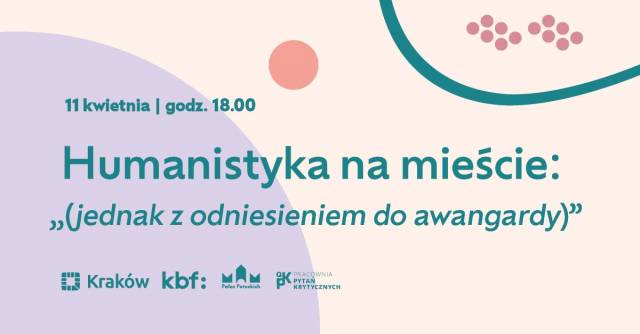 11 kwietnia | godz. 18.00
Humanistyka na mieście:
„(jednak z odniesieniem do awangardy)”
Kraków
kbf:
Pałac Potockich
PRACOWNIA
PYTAŃ
KRYTYCZNYCH